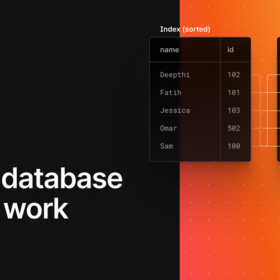 Index (sorted)
name id
Deepthi 102
Fatih 101
Jessica 103
Omar 502
Sam 100
database
work